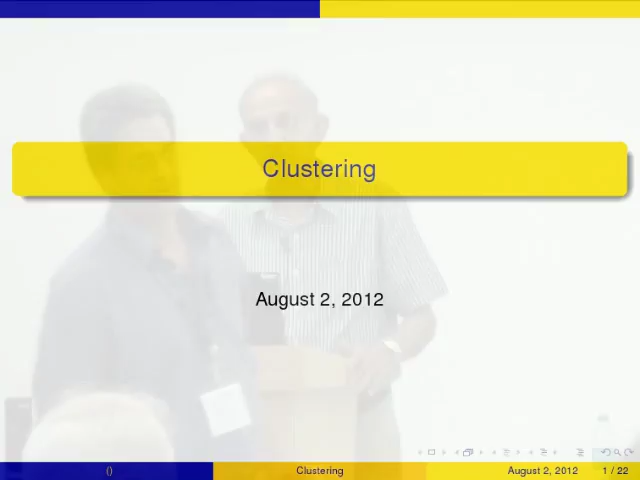 Clustering
August 2, 2012
() Clustering August 2, 2012 1 / 22